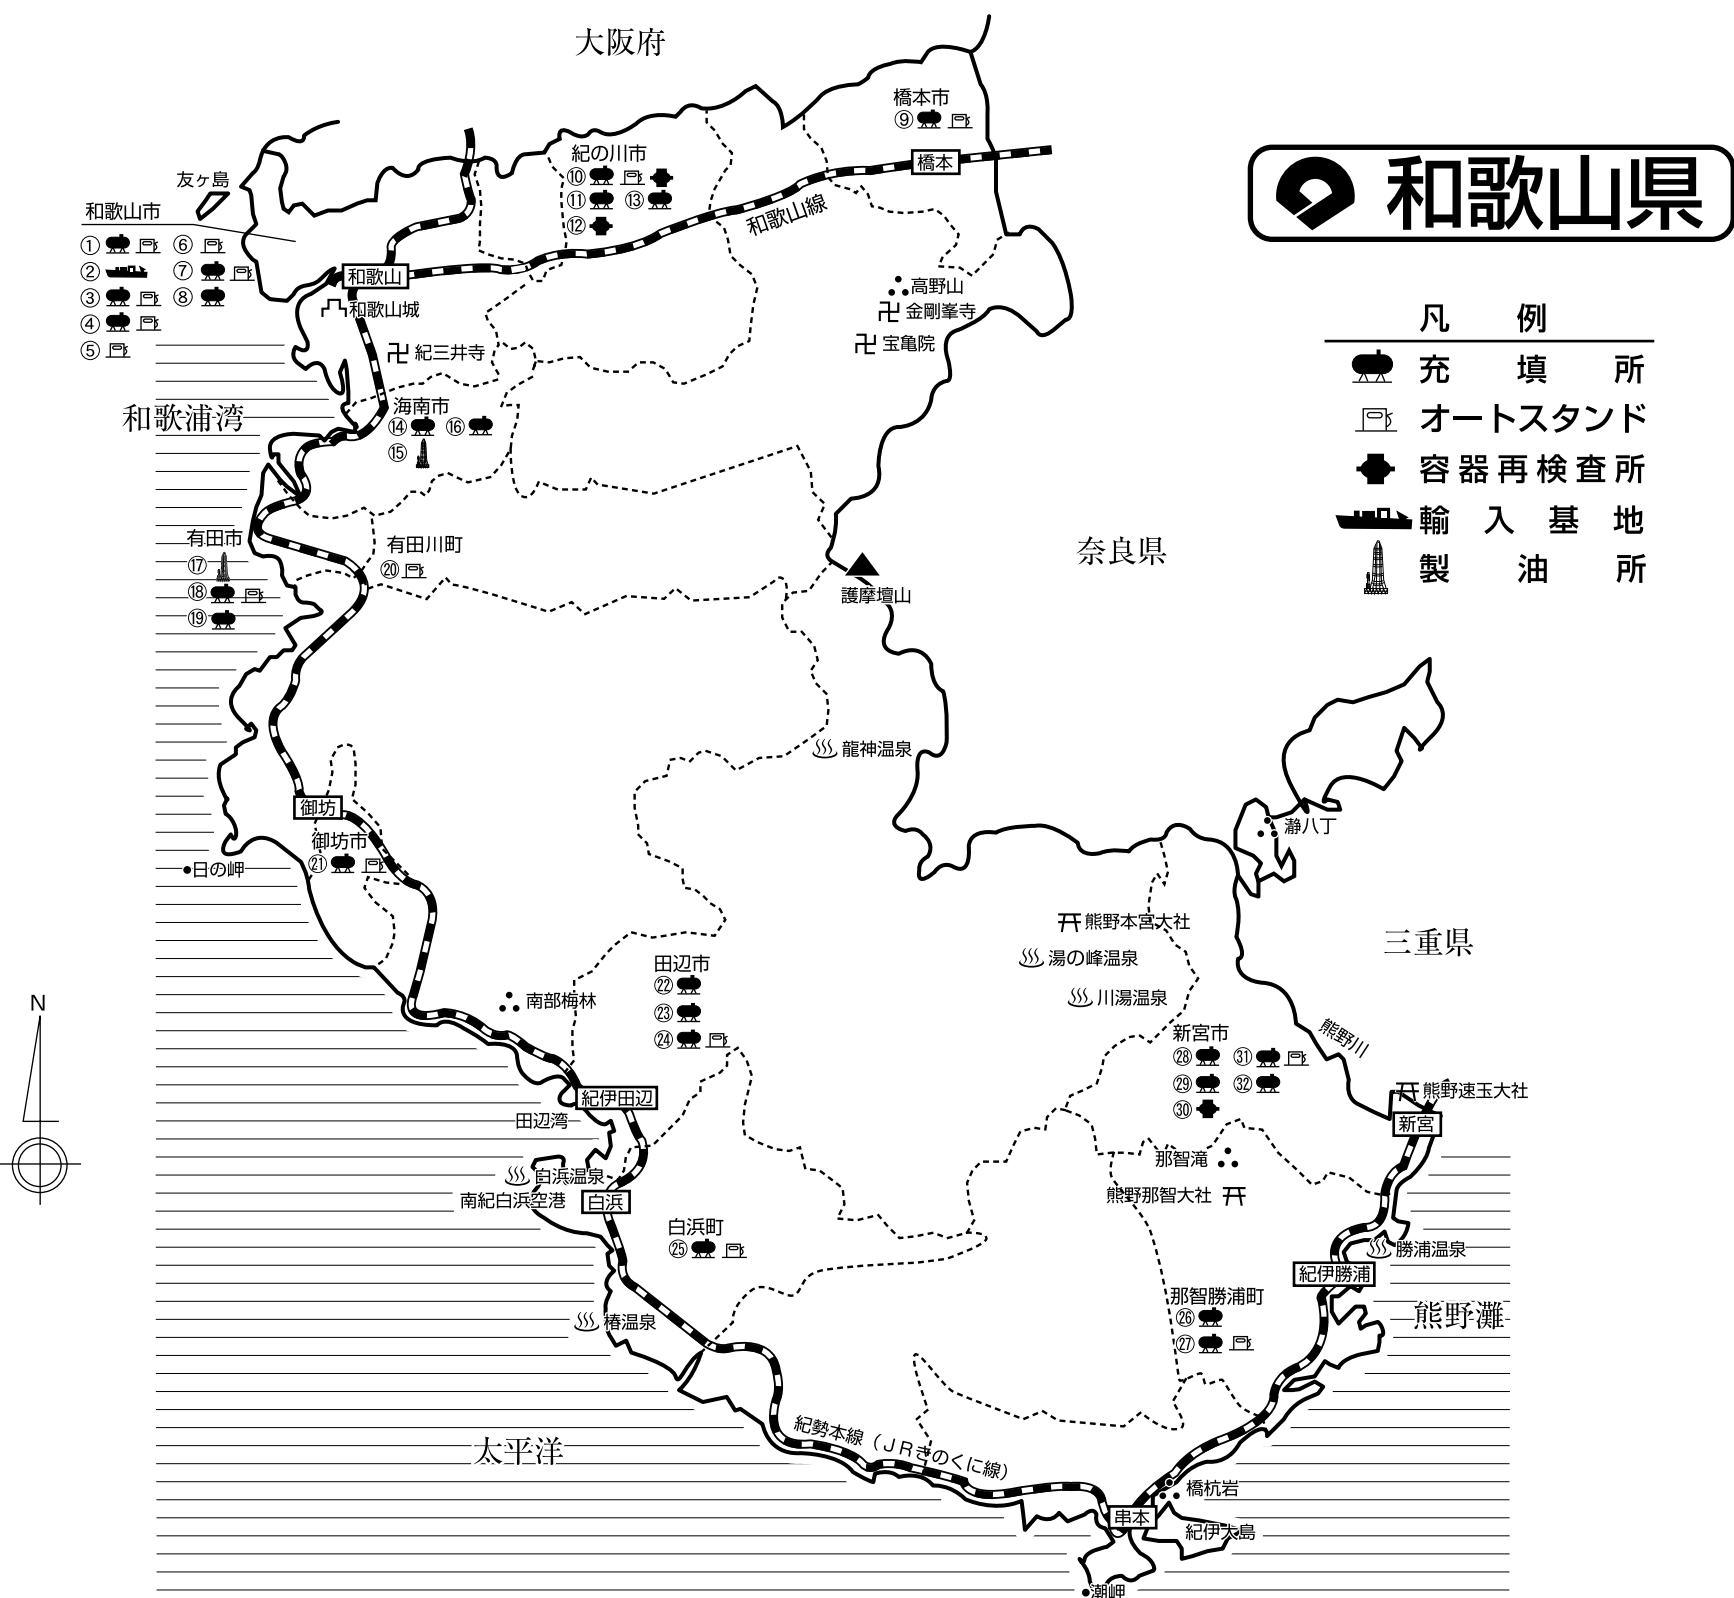 大阪府
和歌山県
橋本市
⑨
紀の川市
⑩
⑪ ⑬
⑫
橋本
和歌山線
友ヶ島
和歌山市
① ⑥
② ⑦
③ ⑧
④
⑤
和歌山
和歌山城
紀三井寺
高野山
金剛峯寺
宝亀院
凡例
充填所
オートスタンド
容器再検査所
輸入基地
製油所
和歌浦湾
海南市
⑭ ⑯
⑮
有田市
⑰
⑱
⑲
有田川町
⑳
奈良県
護摩壇山
龍神温泉
御坊
御坊市
㉑
日の岬
瀞八丁
熊野本宮大社
湯の峰温泉
川湯温泉
三重県
田辺市
㉒
㉓
㉔
南部梅林
N
新宮市
㉘ ㉛
㉙ ㉜
㉚
熊野川
熊野速玉大社
新宮
紀伊田辺
田辺湾
白浜温泉
南紀白浜空港
白浜
白浜町
㉕
那智滝
熊野那智大社
勝浦温泉
紀伊勝浦
熊野灘
那智勝浦町
㉖
㉗
椿温泉
太平洋
紀勢本線（ＪＲきのくに線）
橋杭岩
串本
紀伊大島
潮岬